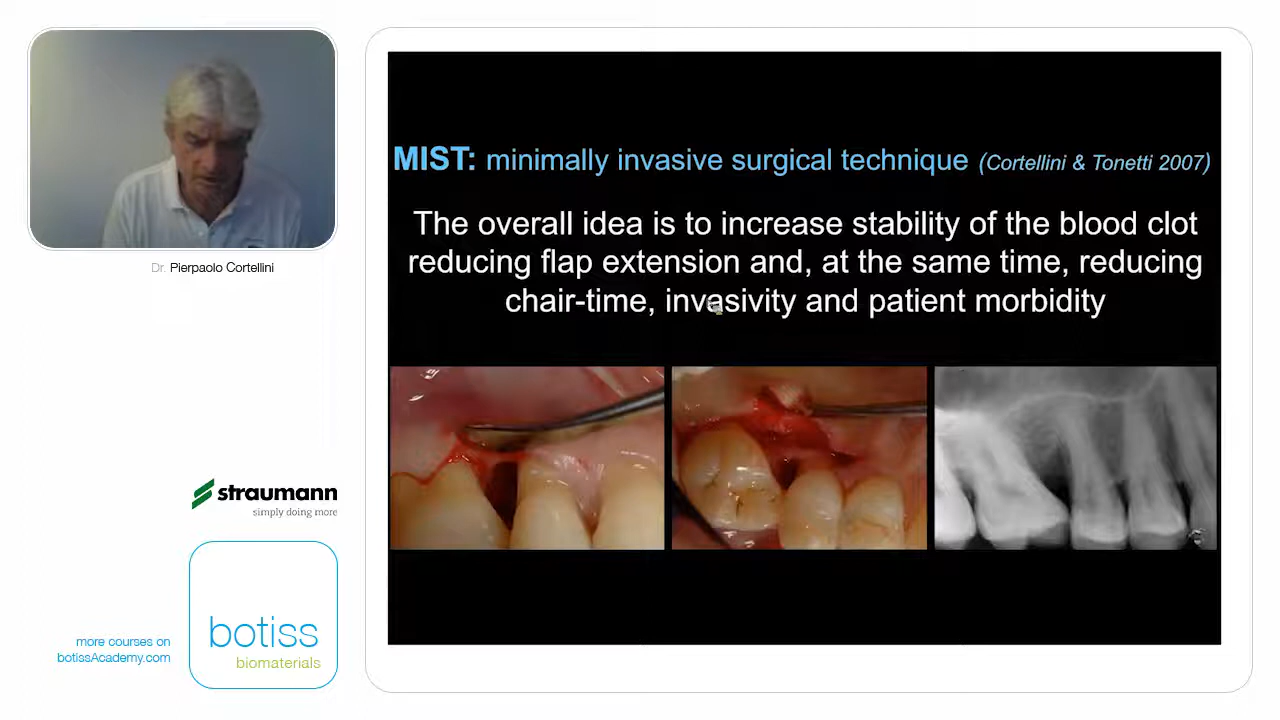 MIST: minimally invasive surgical technique (Cortellini & Tonetti 2007)
The overall idea is to increase stability of the blood clot
reducing flap extension and, at the same time, reducing
chair-time, invasivity and patient morbidity
Dr. Pierpaolo Cortellini
straumann
simply doing more
botiss
biomaterials
more courses on
botissAcademy.com